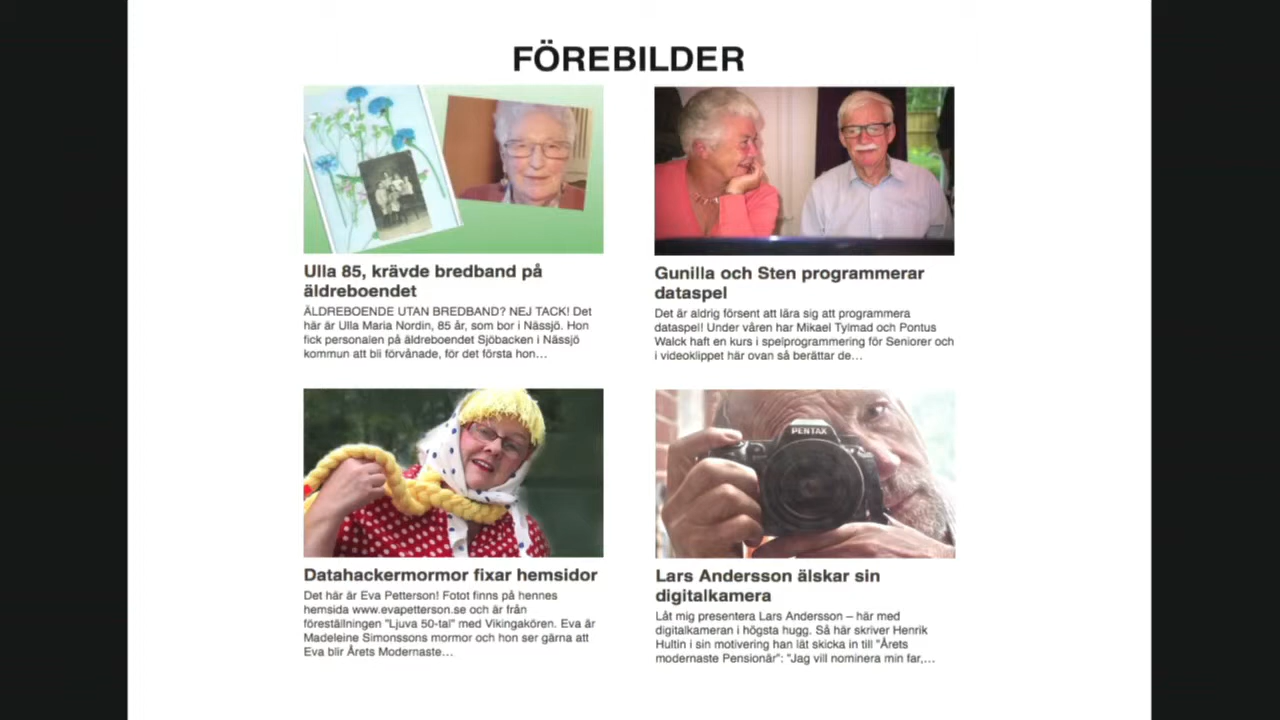 FÖREBILDER
Ulla 85, krävde bredband på
äldreboendet
ÄLDREBOENDE UTAN BREDBAND? NEJ TACK! Det
här är Ulla Maria Nordin, 85 år, som bor i Nässjö. Hon
fick personalen på äldreboendet Sjöbacken i Nässjö
kommun att bli förvånade, för det första hon…
Gunilla och Sten programmerar
dataspel
Det är aldrig försent att lära sig att programmera
dataspel! Under våren har Mikael Tylmad och Pontus
Walck haft en kurs i spelprogrammering för Seniorer och
i videoklippet här ovan så berättar de…
Datahackermormor fixar hemsidor
Det här är Eva Petterson! Fotot finns på hennes
hemsida www.evapetterson.se och är från
föreställningen "Ljuva 50-tal" med Vikingakören. Eva är
Madeleine Simonssons mormor och hon ser gärna att
Eva blir Årets Modernaste…
PENTAX
Lars Andersson älskar sin
digitalkamera
Låt mig presentera Lars Andersson – här med
digitalkameran i högsta hugg. Så här skriver Henrik
Hultin i sin motivering han låt skicka in till "Årets
modernaste Pensionär": "Jag vill nominera min far,…